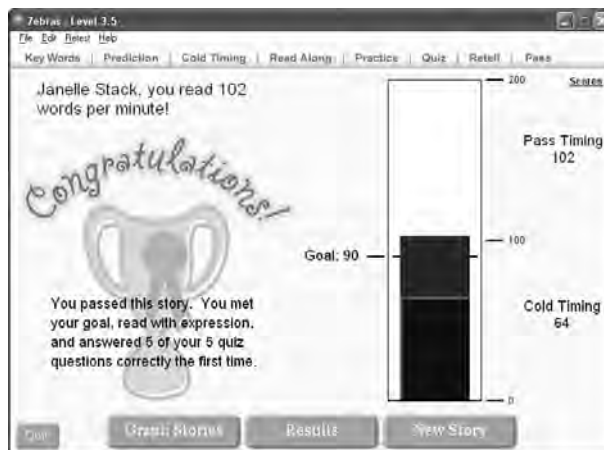 Zebras - Level 3.5
File Edit Retest Help
Key Words | Prediction | Cold Timing | Read Along | Practice | Quiz | Retell | Pass
Janelle Stack, you read 102
words per minute!
Congratulations!
You passed this story. You met
your goal, read with expression,
and answered 5 of your 5 quiz
questions correctly the first time.
200
Scores
Pass Timing
102
100
Goal: 90
Cold Timing
64
0
Quit
Graph Stories
Results
New Story